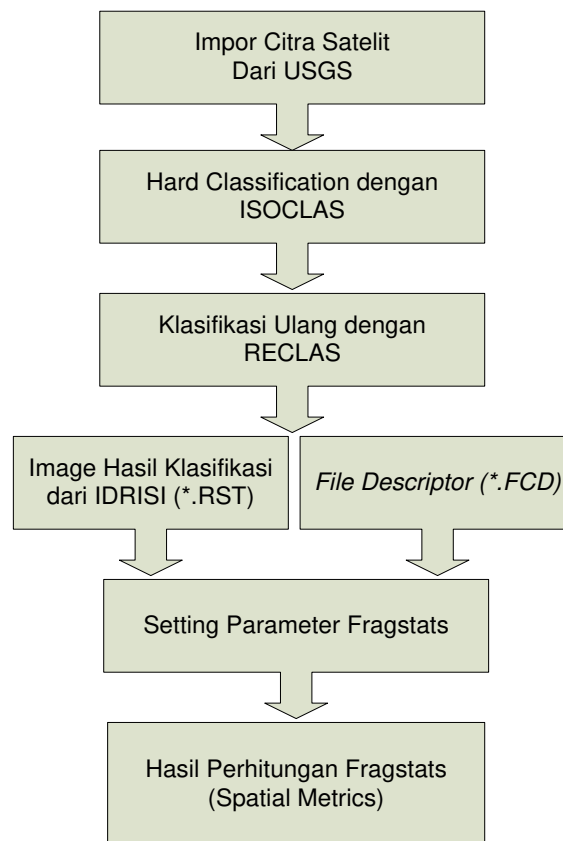 Impor Citra Satelit
Dari USGS
Hard Classification dengan
ISOCLAS
Klasifikasi Ulang dengan
RECLAS
Image Hasil Klasifikasi
dari IDRISI (*.RST)
File Descriptor (*.FCD)
Setting Parameter Fragstats
Hasil Perhitungan Fragstats
(Spatial Metrics)